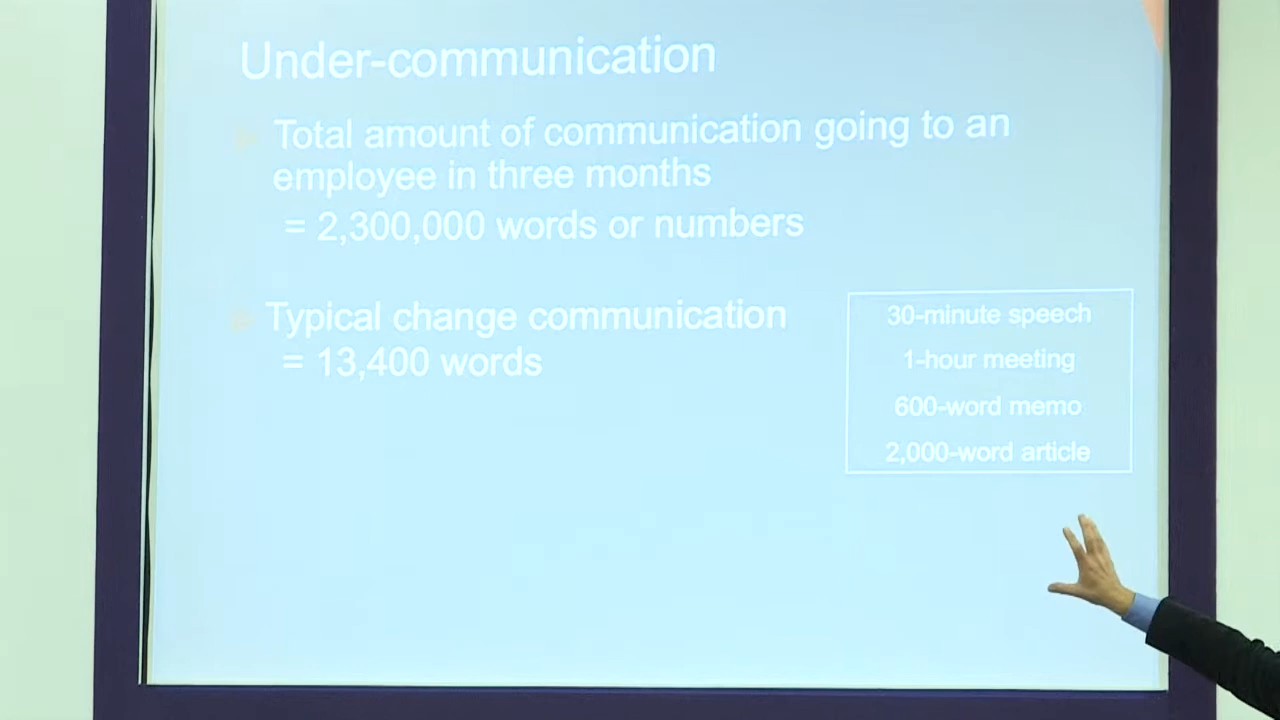 Under-communication
Total amount of communication going to an
employee in three months
= 2,300,000 words or numbers
Typical change communication
= 13,400 words
30-minute speech
1-hour meeting
600-word memo
2,000-word article